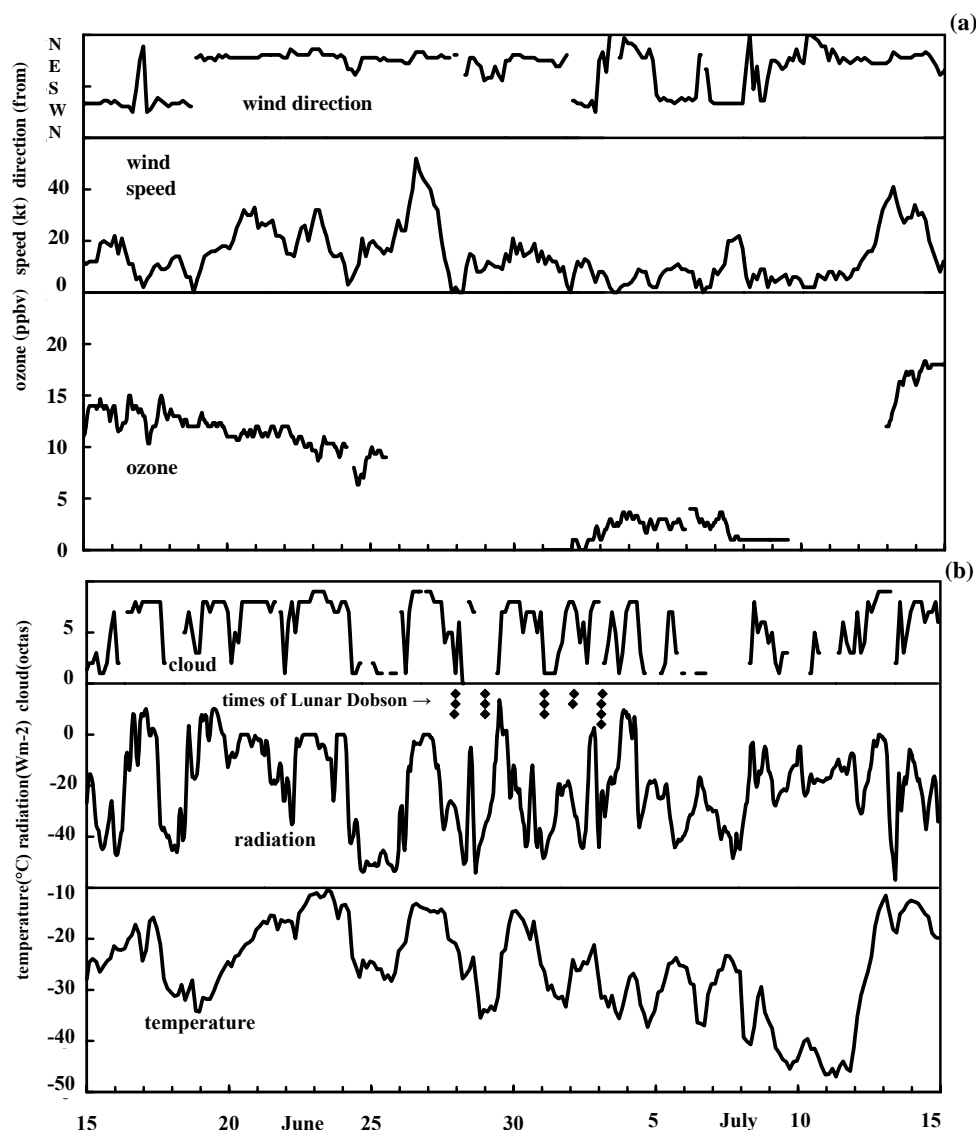 (a)
N
E
S
W
N
wind direction
wind
speed
40
20
0
20
15
10
5
0
ozone
ozone (ppbv) speed (kt) direction (from)
(b)
5
cloud
times of Lunar Dobson →
0
-20
-40
radiation
-10
-20
-30
-40
-50
temperature
temperature(°C) radiation(Wm-2) cloud(octas)
15 20 June 25 30 5 July 10 15